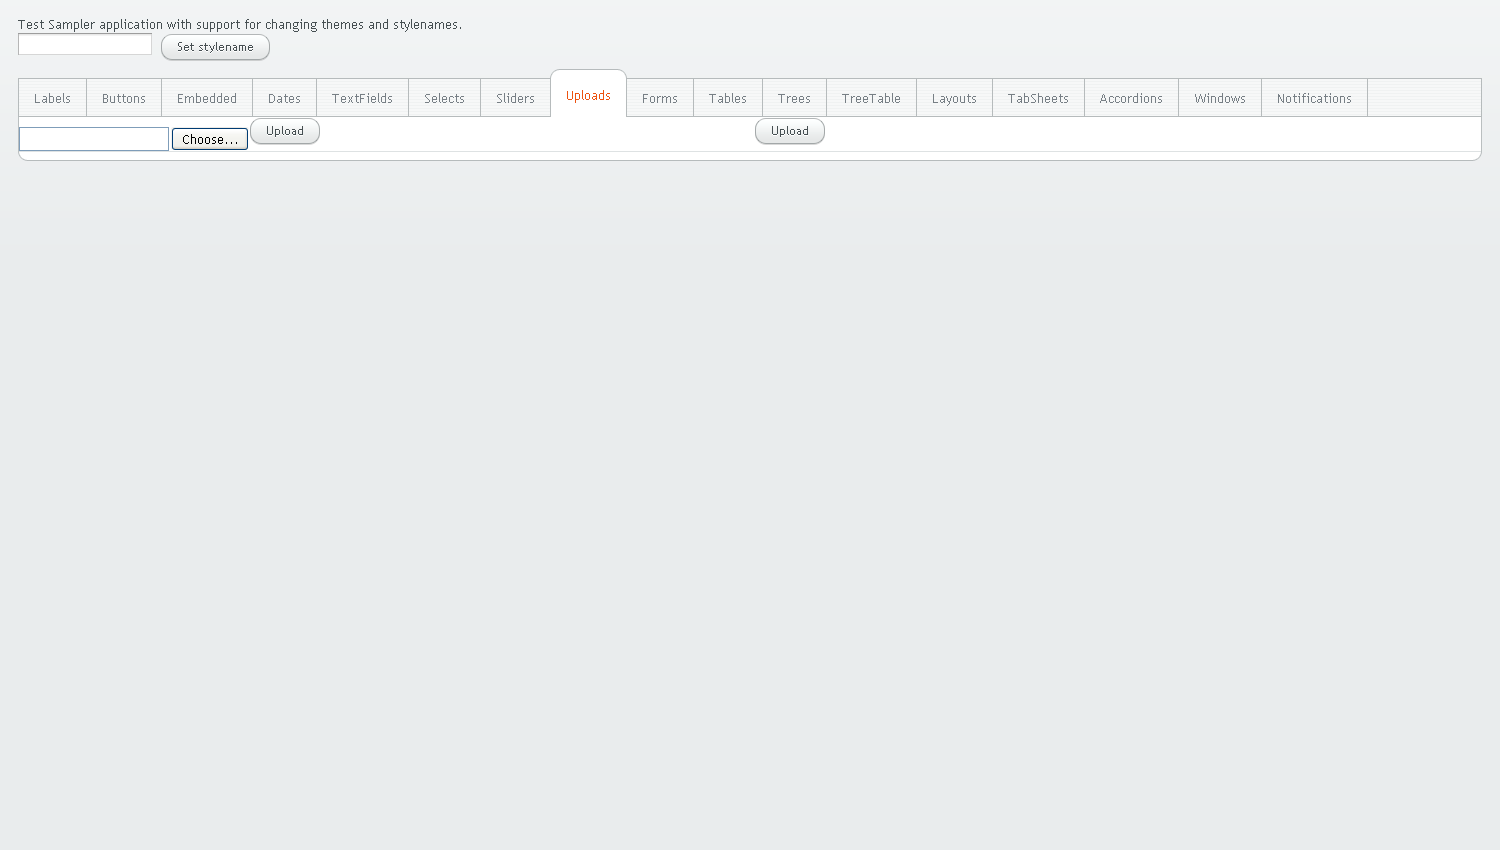 Test Sampler application with support for changing themes and stylenames.
Set stylename
Labels Buttons Embedded Dates TextFields Selects Sliders Uploads Forms Tables Trees TreeTable Layouts TabSheets Accordions Windows Notifications
Choose... Upload Upload